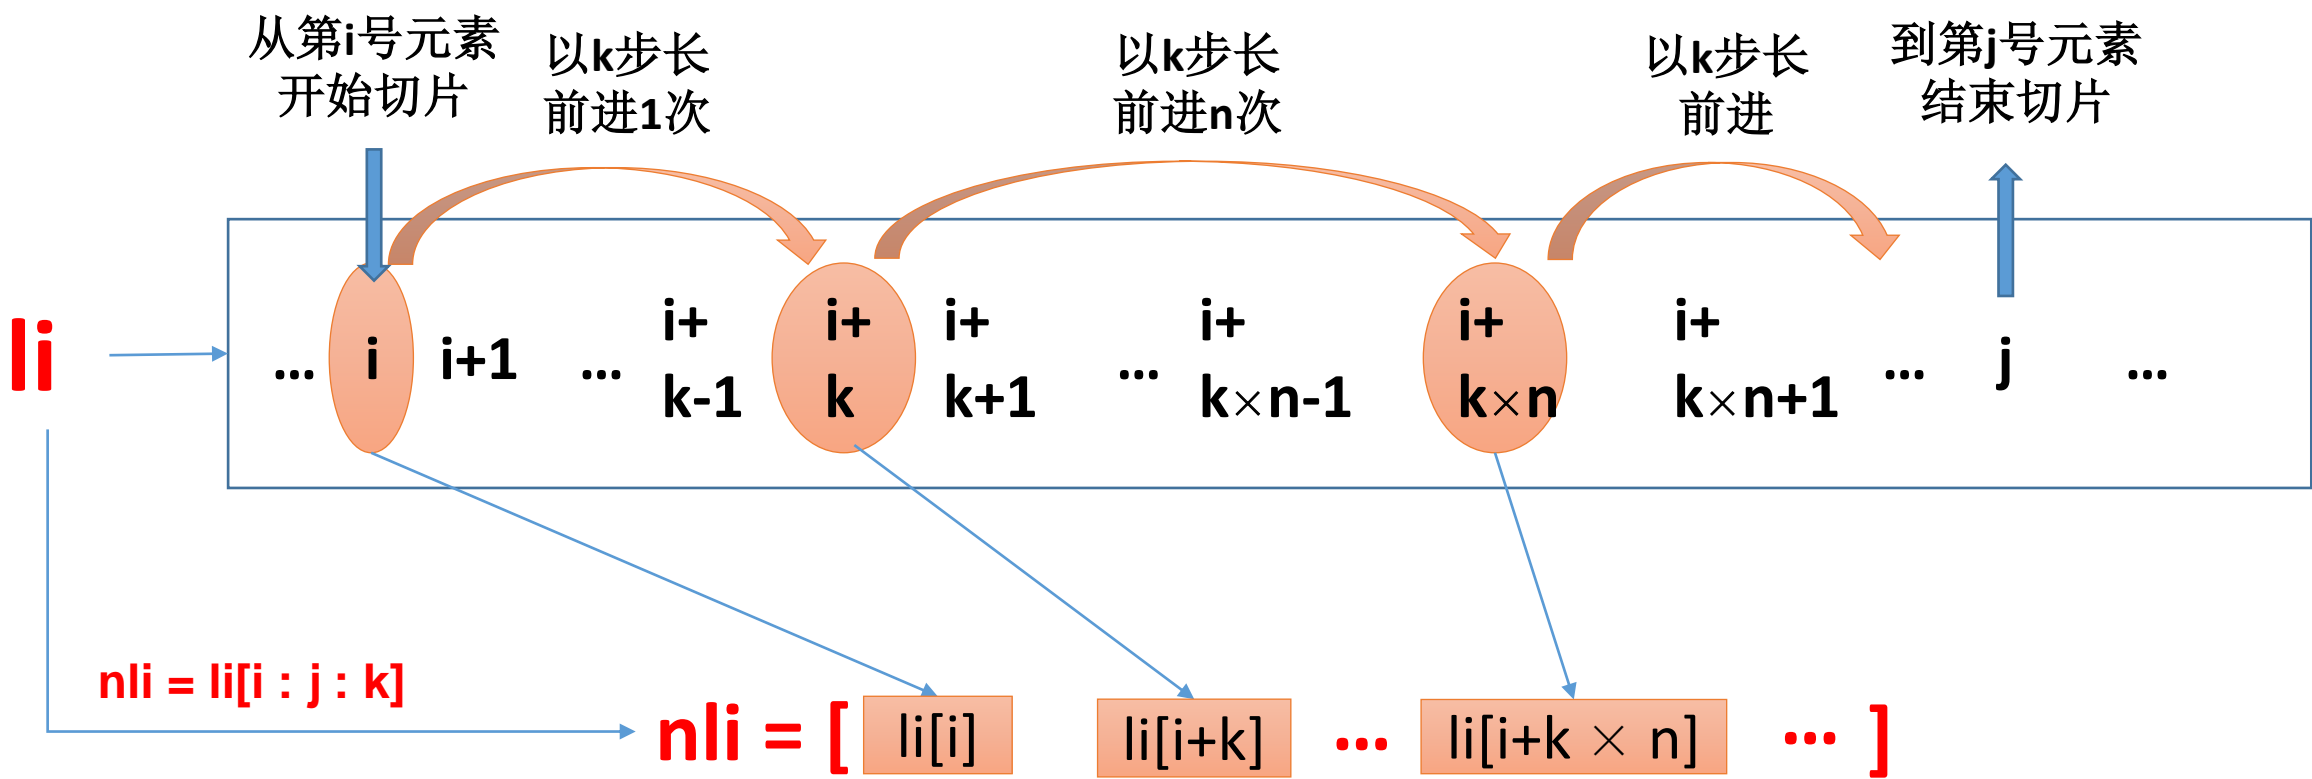 从第i号元素
开始切片
以k步长
前进1次
以k步长
前进n次
以k步长
前进
到第j号元素
结束切片
li
... i i+1 ... i+ k-1 i+ k i+ k+1 ... i+ k×n-1 i+ k×n i+ k×n+1 ... j ...
nli = li[i : j : k]
nli = [ li[i] li[i+k] ... li[i+k × n] ... ]